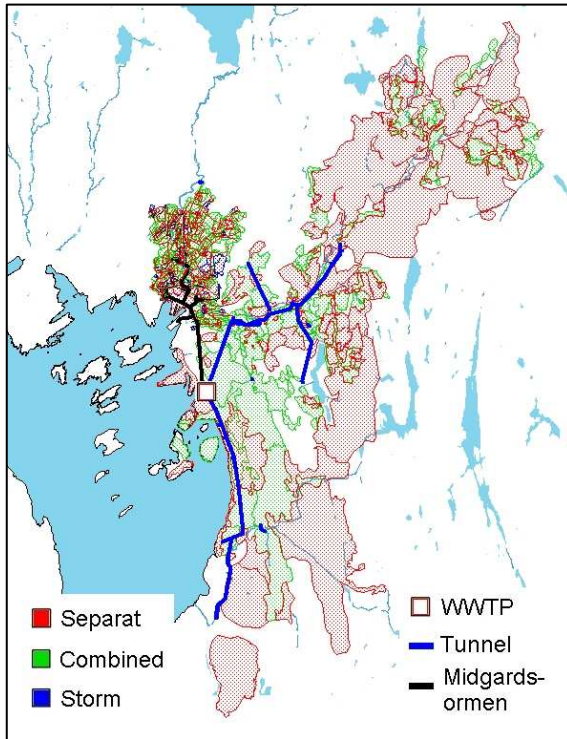 Separat
Combined
Storm
WWTP
Tunnel
Midgards-
ormen